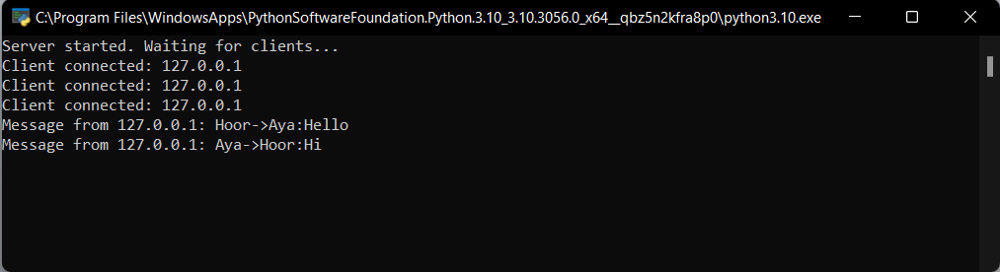 C:\Program Files\WindowsApps\PythonSoftwareFoundation.Python.3.10_3.10.3056.0_x64__qbz5n2kfra8p0\python3.10.exe
Server started. Waiting for clients...
Client connected: 127.0.0.1
Client connected: 127.0.0.1
Client connected: 127.0.0.1
Message from 127.0.0.1: Hoor->Aya:Hello
Message from 127.0.0.1: Aya->Hoor:Hi